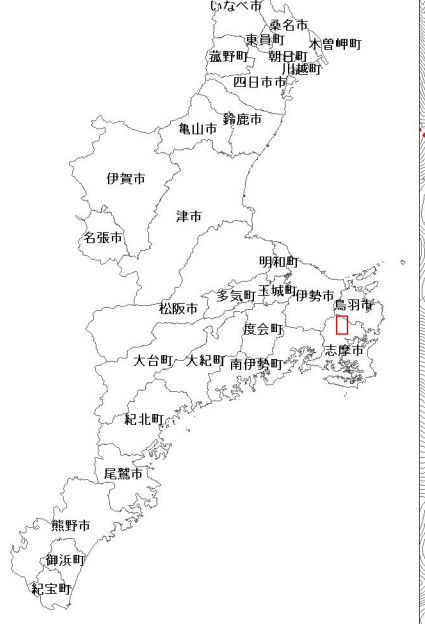 いなべ市
桑名市
東員町
木曽岬町
菰野町
朝日町
川越町
四日市市
鈴鹿市
亀山市
伊賀市
津市
名張市
明和町
玉城町
多気町
伊勢市
鳥羽市
松阪市
度会町
志摩市
大台町
大紀町
南伊勢町
紀北町
尾鷲市
熊野市
御浜町
紀宝町